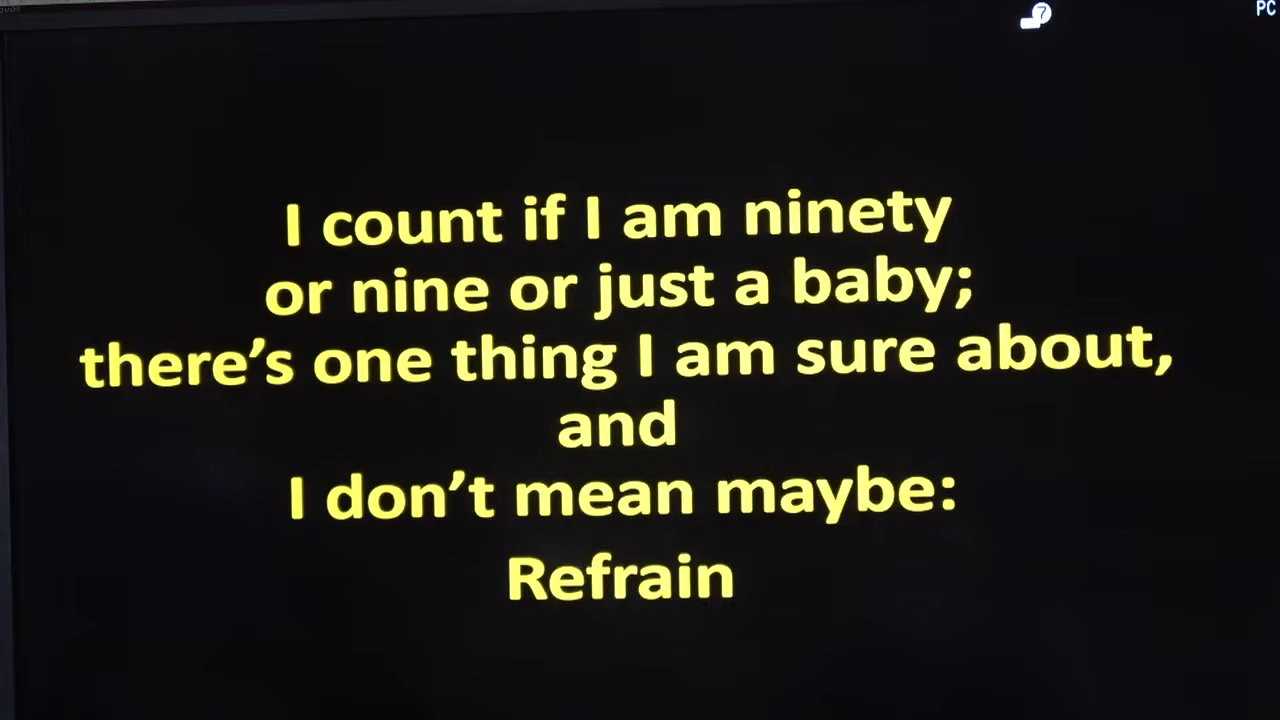 PC
I count if I am ninety
or nine or just a baby;
there's one thing I am sure about,
and
I don't mean maybe:
Refrain